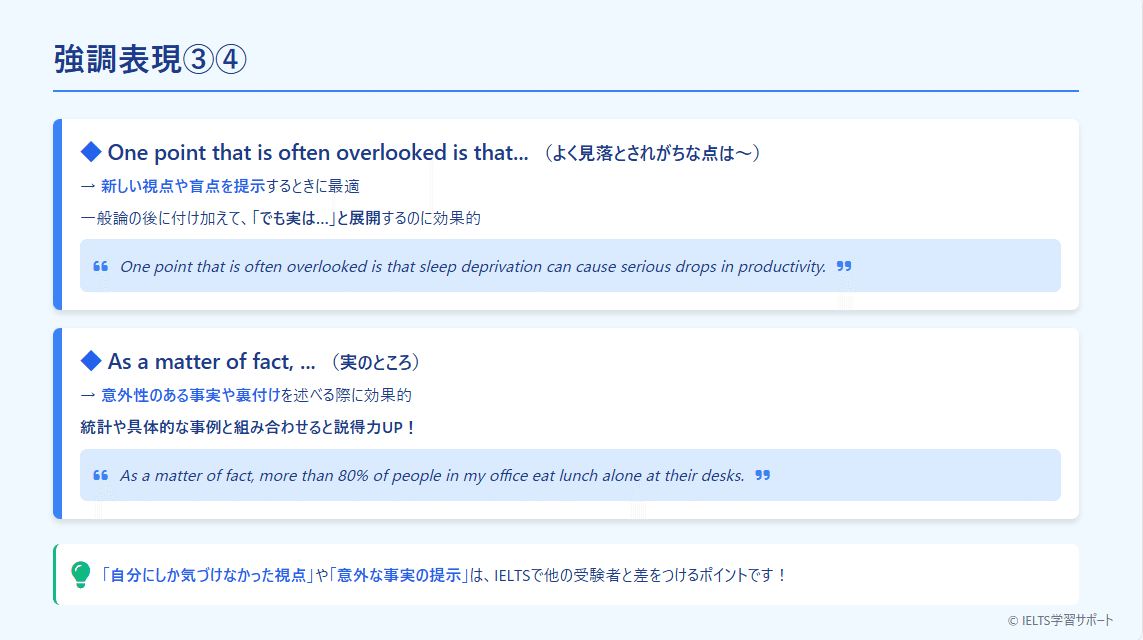 強調表現③④
◆ One point that is often overlooked is that... （よく見落とされがちな点は～）
→ 新しい視点や盲点を提示するときに最適
一般論の後に付け加えて、「でも実は...」と展開するのに効果的
❝ One point that is often overlooked is that sleep deprivation can cause serious drops in productivity. ❞
◆ As a matter of fact, ... （実のところ）
→ 意外性のある事実や裏付けを述べる際に効果的
統計や具体的な事例と組み合わせると説得力UP！
❝ As a matter of fact, more than 80% of people in my office eat lunch alone at their desks. ❞
「自分にしか気づけなかった視点」や「意外な事実の提示」は、IELTSで他の受験者と差をつけるポイントです！
© IELTS学習サポート